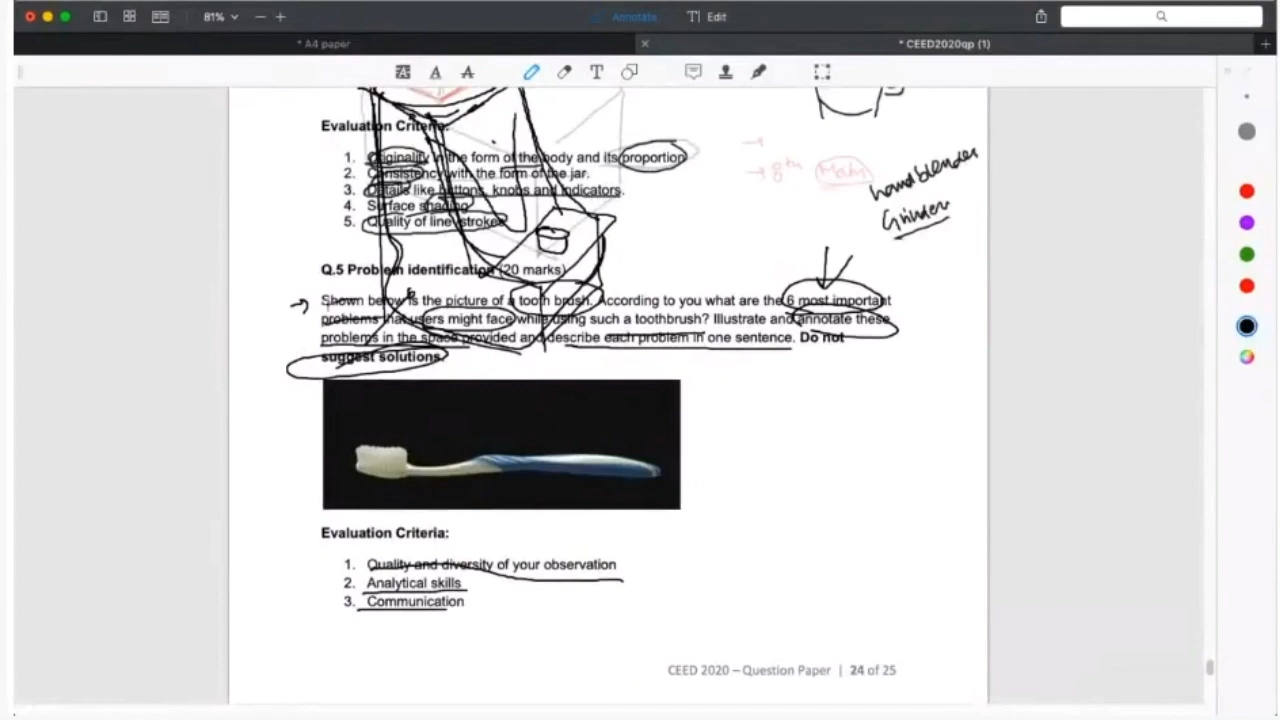 81%
Annotate
Edit
* A4 paper
* CEED2020qp (1)
Evaluation Criteria:
1. Originality in the form of the body and its proportion
2. Consistency with the form of the jar.
3. Details like buttons, knobs and indicators.
4. Surface shading
5. Quality of line strokes
→ 8th Main
handblender
Grinder
Q.5 Problem identification (20 marks)
Shown below is the picture of a tooth brush. According to you what are the 6 most important
problems that users might face while using such a toothbrush? Illustrate and annotate these
problems in the space provided and describe each problem in one sentence. Do not
suggest solutions.
Evaluation Criteria:
1. Quality and diversity of your observation
2. Analytical skills
3. Communication
CEED 2020 – Question Paper | 24 of 25